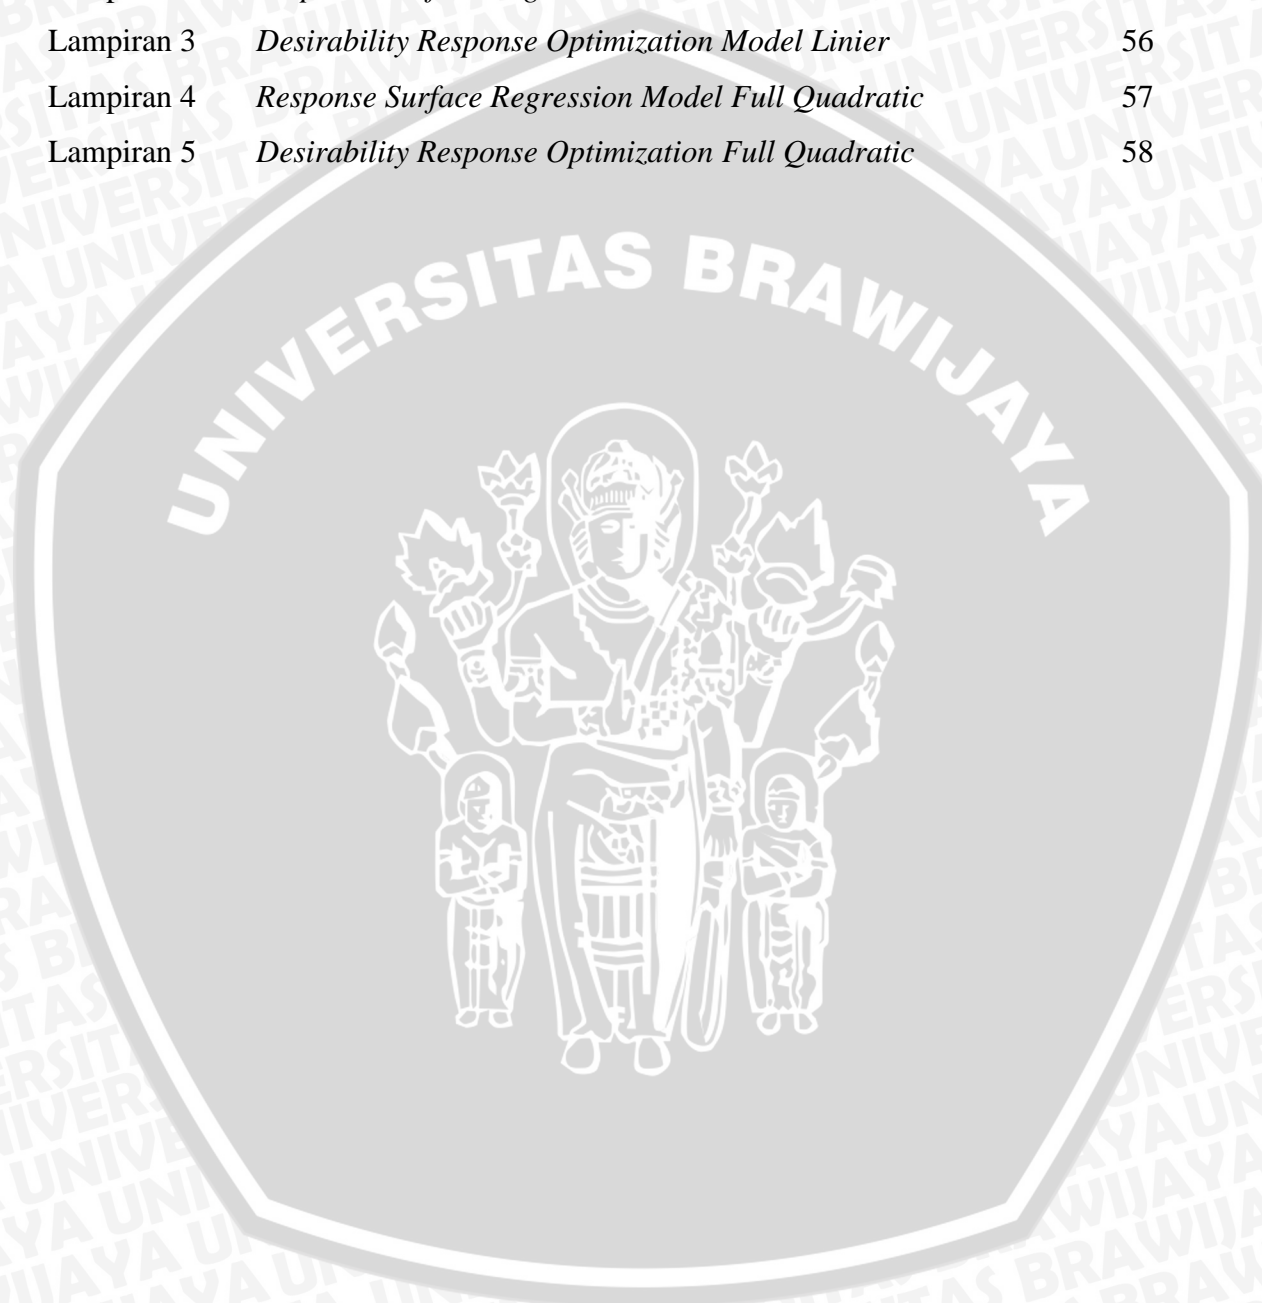 Lampiran 3 Desirability Response Optimization Model Linier 56
Lampiran 4 Response Surface Regression Model Full Quadratic 57
Lampiran 5 Desirability Response Optimization Full Quadratic 58
UNIVERSITAS BRAWIJAYA